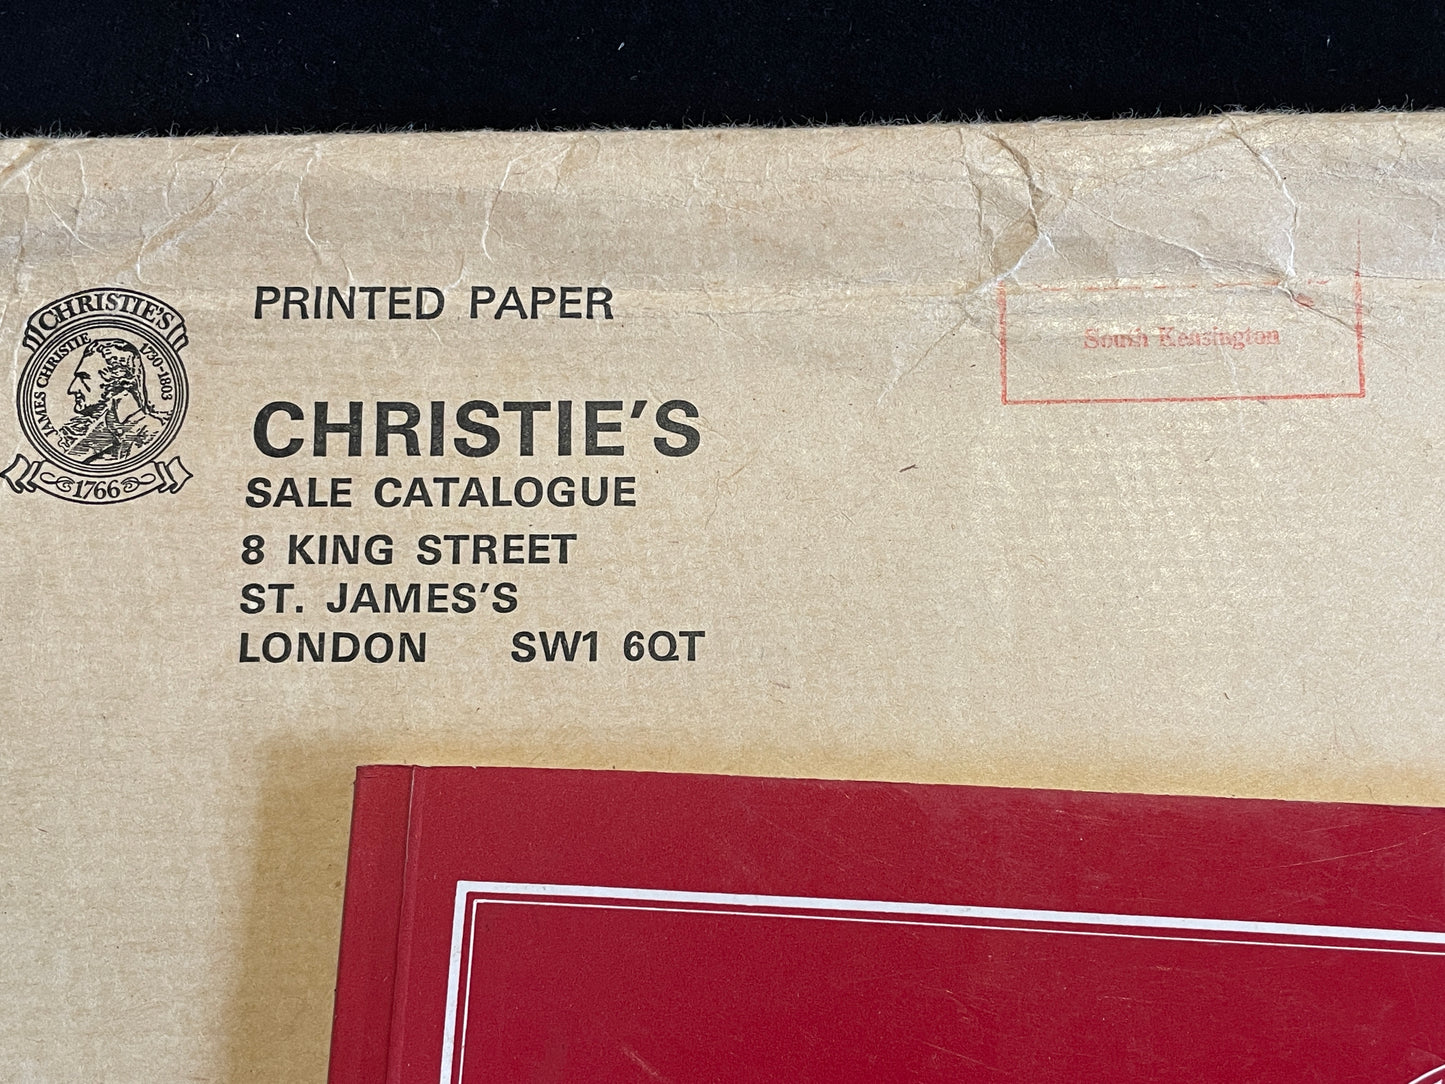 CHRISTIE'S
JAMES CHRISTIE 1730-1803
1766
PRINTED PAPER
CHRISTIE'S
SALE CATALOGUE
8 KING STREET
ST. JAMES'S
LONDON SW1 6QT
South Kensington